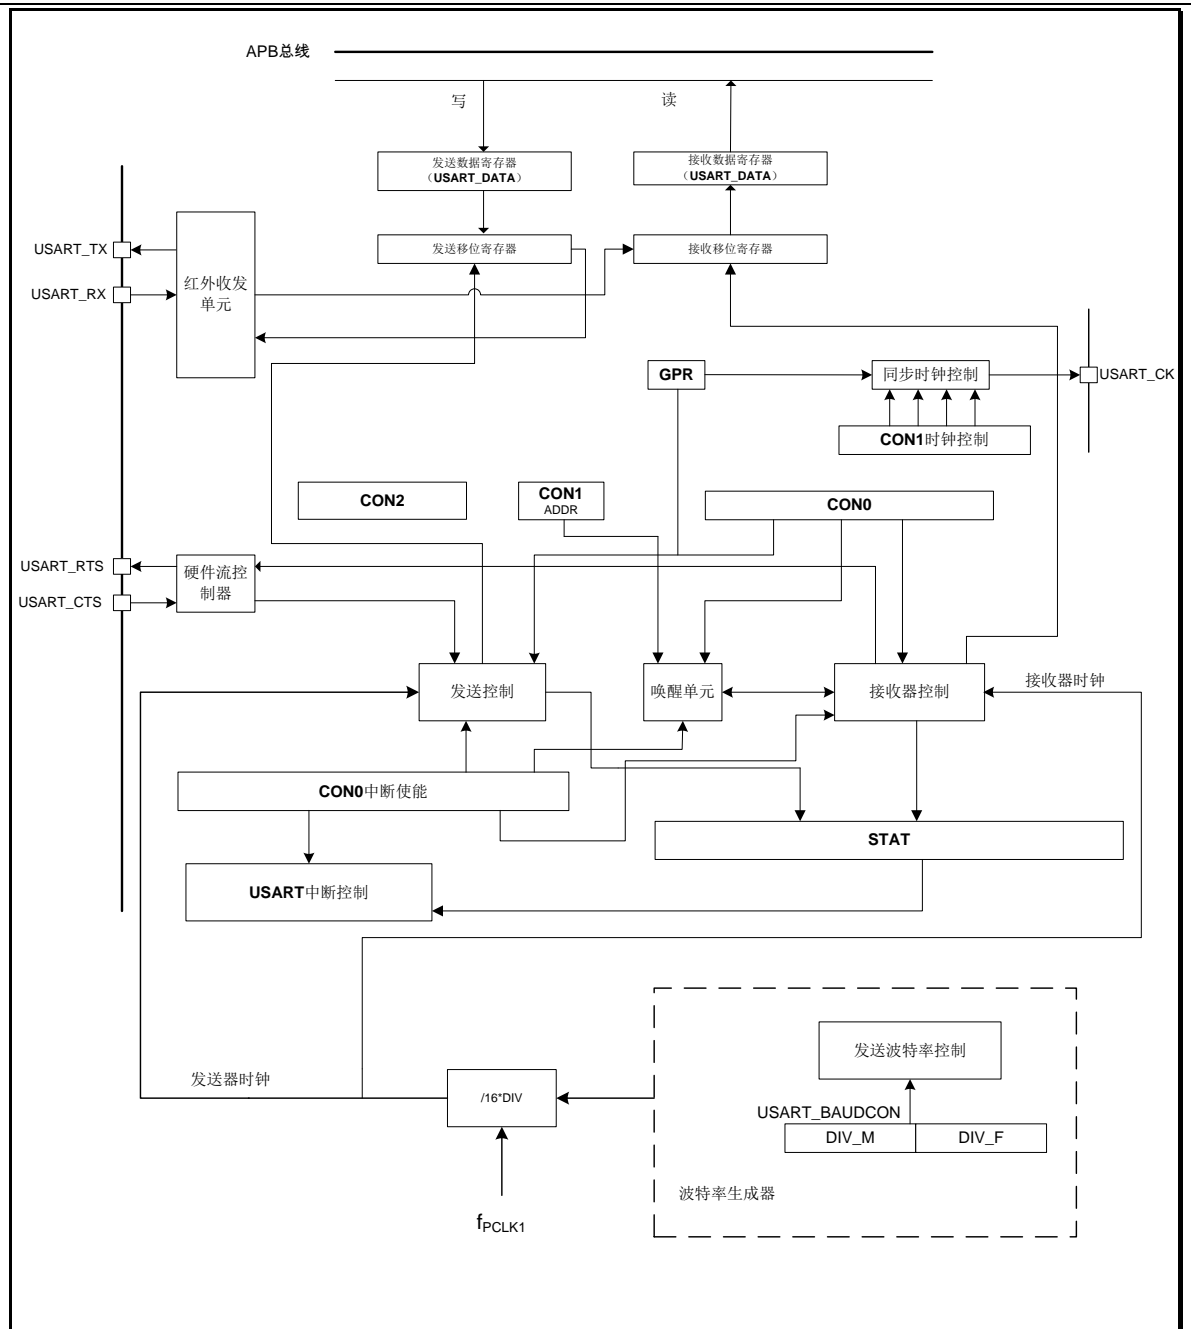 APB总线
写
读
发送数据寄存器
（USART_DATA）
接收数据寄存器
（USART_DATA）
USART_TX
发送移位寄存器
接收移位寄存器
USART_RX
红外收发
单元
GPR
同步时钟控制
USART_CK
CON1时钟控制
CON2
CON1
ADDR
CON0
USART_RTS
硬件流控
制器
USART_CTS
发送控制
唤醒单元
接收器控制
接收器时钟
CON0中断使能
STAT
USART中断控制
发送波特率控制
发送器时钟
/16*DIV
USART_BAUDCON
DIV_M
DIV_F
波特率生成器
fPCLK1